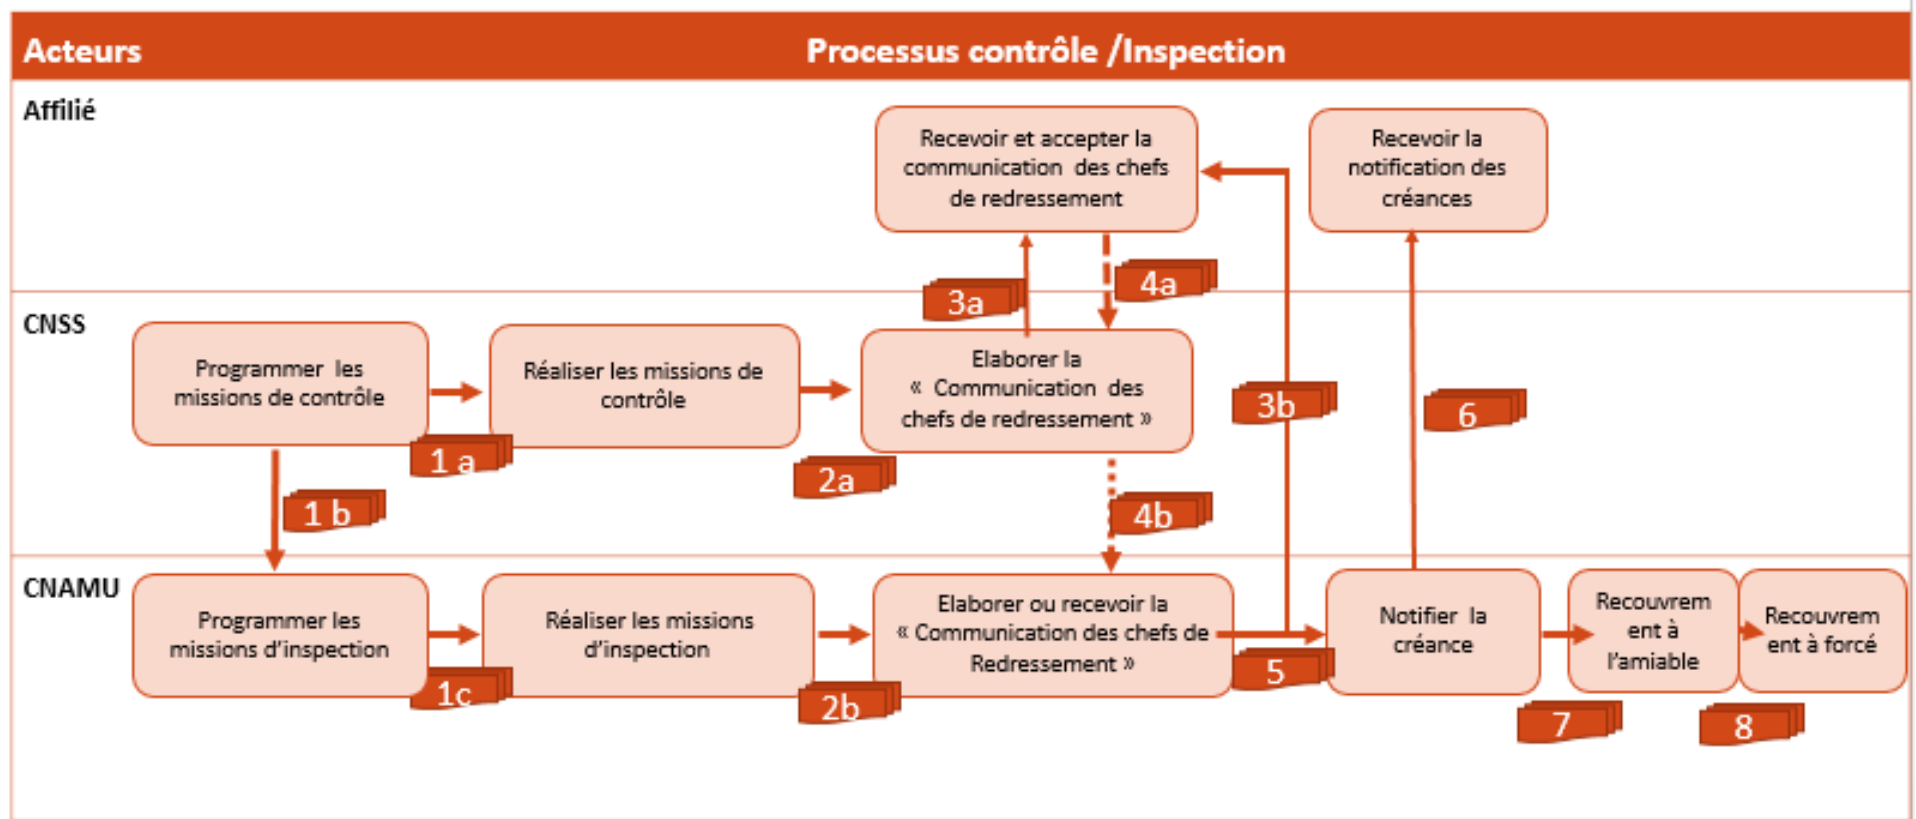 Acteurs
Processus contrôle /Inspection
Affilié
Recevoir et accepter la
communication des chefs
de redressement
Recevoir la
notification des
créances
3a
4a
CNSS
Programmer les
missions de contrôle
Réaliser les missions de
contrôle
Elaborer la
« Communication des
chefs de redressement »
3b
6
1 a
2a
1 b
4b
CNAMU
Programmer les
missions d'inspection
Réaliser les missions
d'inspection
Elaborer ou recevoir la
« Communication des chefs de
Redressement »
Notifier la
créance
Recouvrem
ent à
l'amiable
Recouvrem
ent à forcé
1c
2b
5
7
8